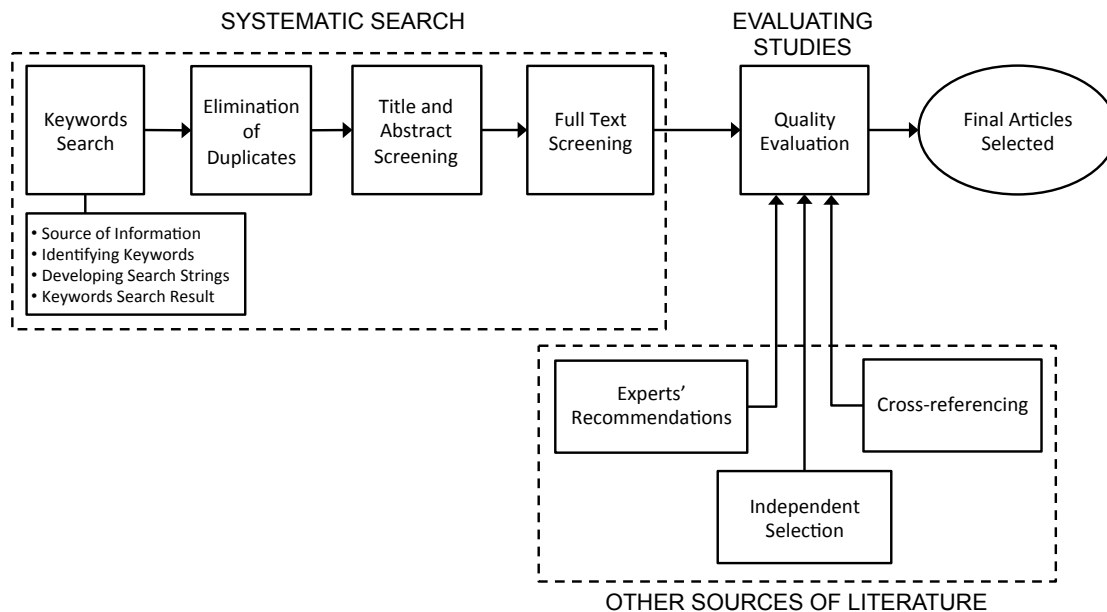 SYSTEMATIC SEARCH
EVALUATING
STUDIES
Keywords
Search
Elimination
of
Duplicates
Title and
Abstract
Screening
Full Text
Screening
Quality
Evaluation
Final Articles
Selected
• Source of Information
• Identifying Keywords
• Developing Search Strings
• Keywords Search Result
Experts’
Recommendations
Cross-referencing
Independent
Selection
OTHER SOURCES OF LITERATURE